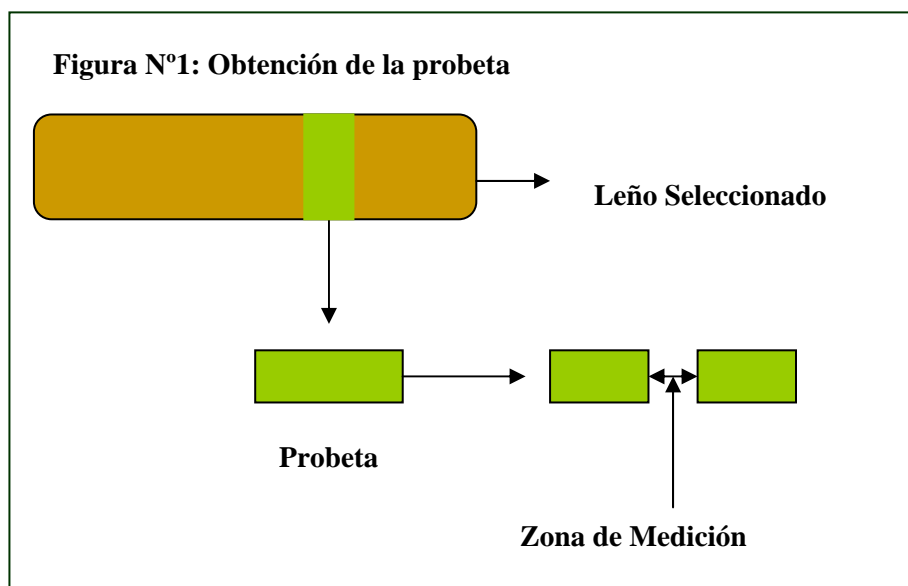 Figura Nº1: Obtención de la probeta
Leño Seleccionado
Probeta
Zona de Medición